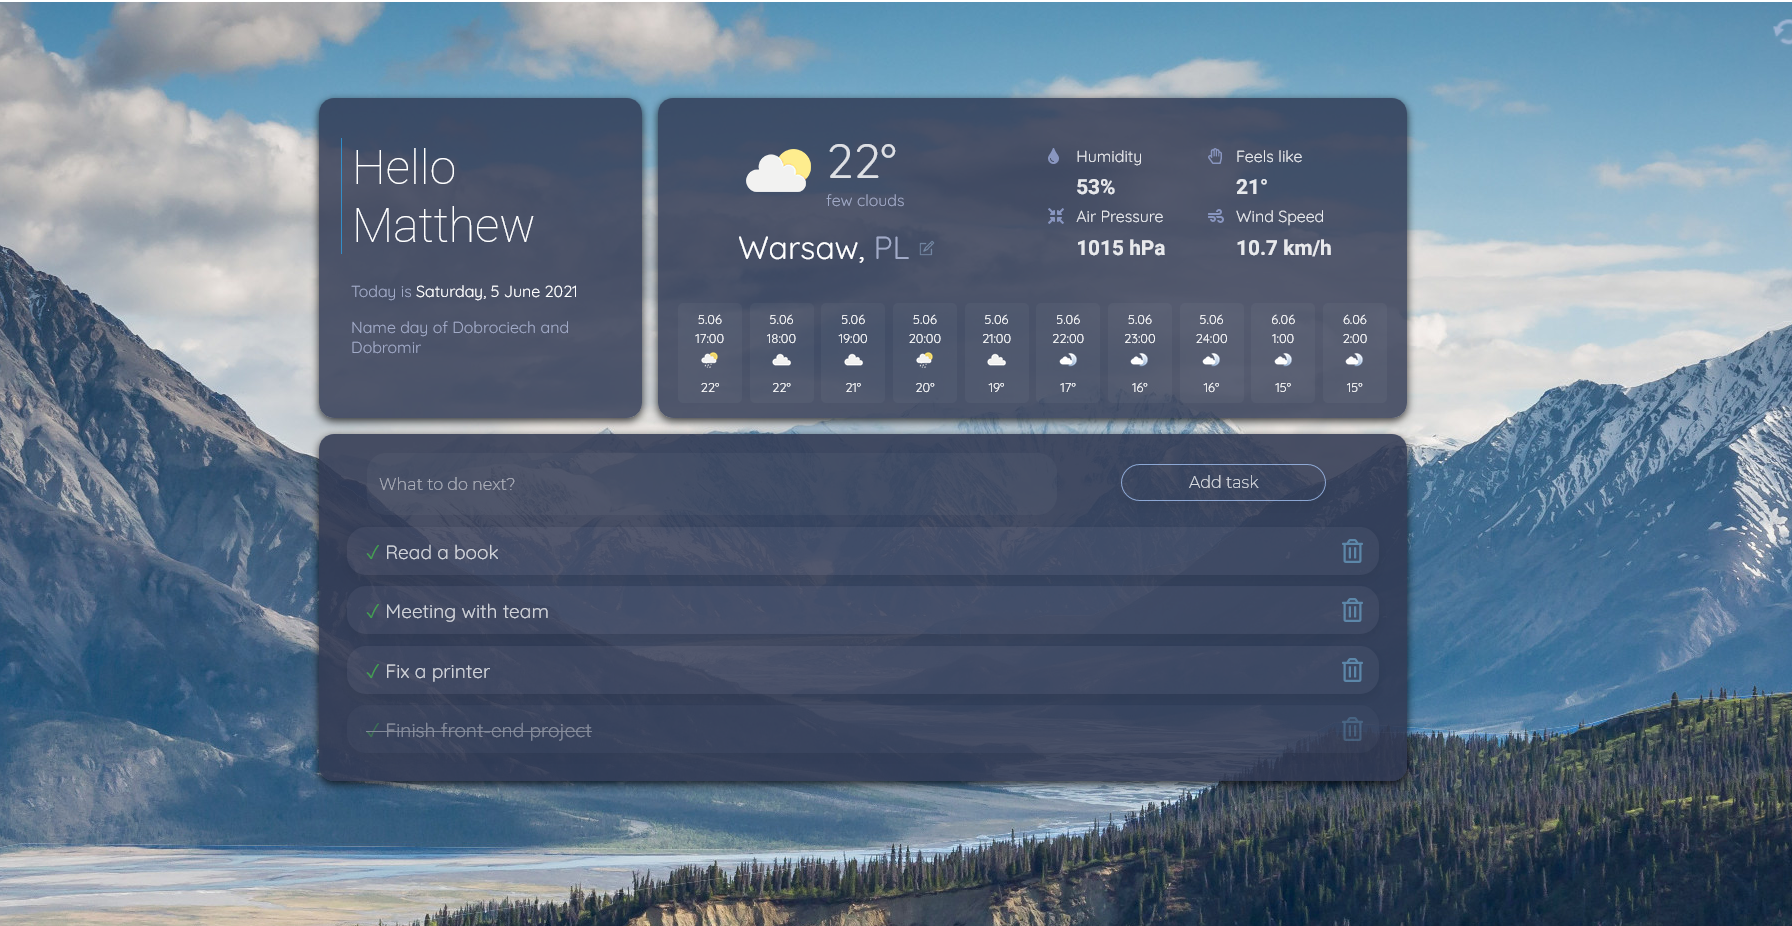 Hello
Matthew
Today is Saturday, 5 June 2021
Name day of Dobrociech and
Dobromir
22°
few clouds
Warsaw, PL
Humidity
53%
Feels like
21°
Air Pressure
1015 hPa
Wind Speed
10.7 km/h
5.06
17:00
22°
5.06
18:00
22°
5.06
19:00
21°
5.06
20:00
20°
5.06
21:00
19°
5.06
22:00
17°
5.06
23:00
16°
5.06
24:00
16°
6.06
1:00
15°
6.06
2:00
15°
What to do next?
Add task
Read a book
Meeting with team
Fix a printer
Finish front-end project